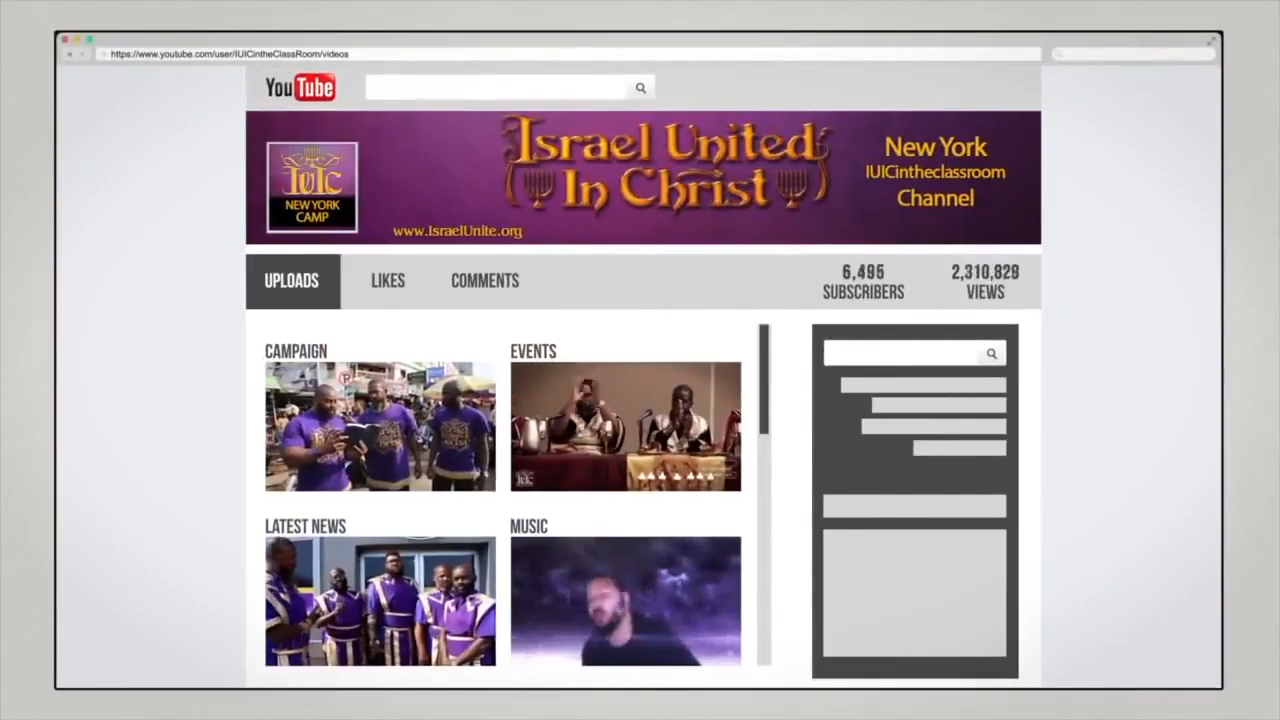 https://www.youtube.com/user/IUICintheClassRoom/videos
YouTube
Israel United
In Christ
IUIC
NEW YORK
CAMP
www.IsraelUnite.org
New York
IUICintheclassroom
Channel
UPLOADS
LIKES
COMMENTS
6,495
SUBSCRIBERS
2,310,829
VIEWS
CAMPAIGN
EVENTS
P
IUIC
LATEST NEWS
MUSIC